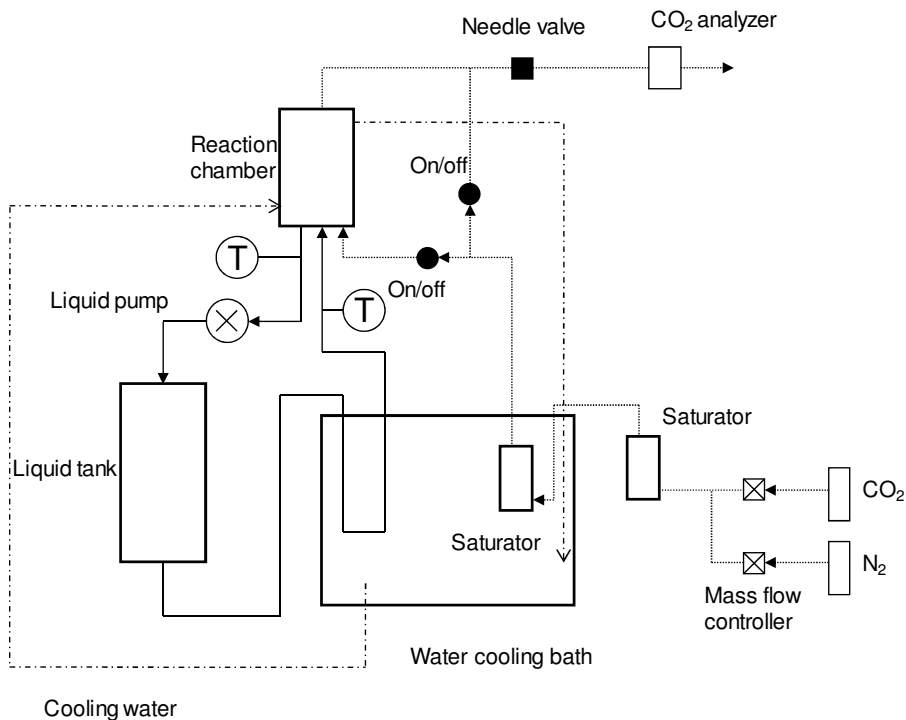 Needle valve
CO₂ analyzer
Reaction
chamber
On/off
T
On/off
Liquid pump
T
Saturator
Liquid tank
CO₂
Saturator
N₂
Mass flow
controller
Water cooling bath
Cooling water